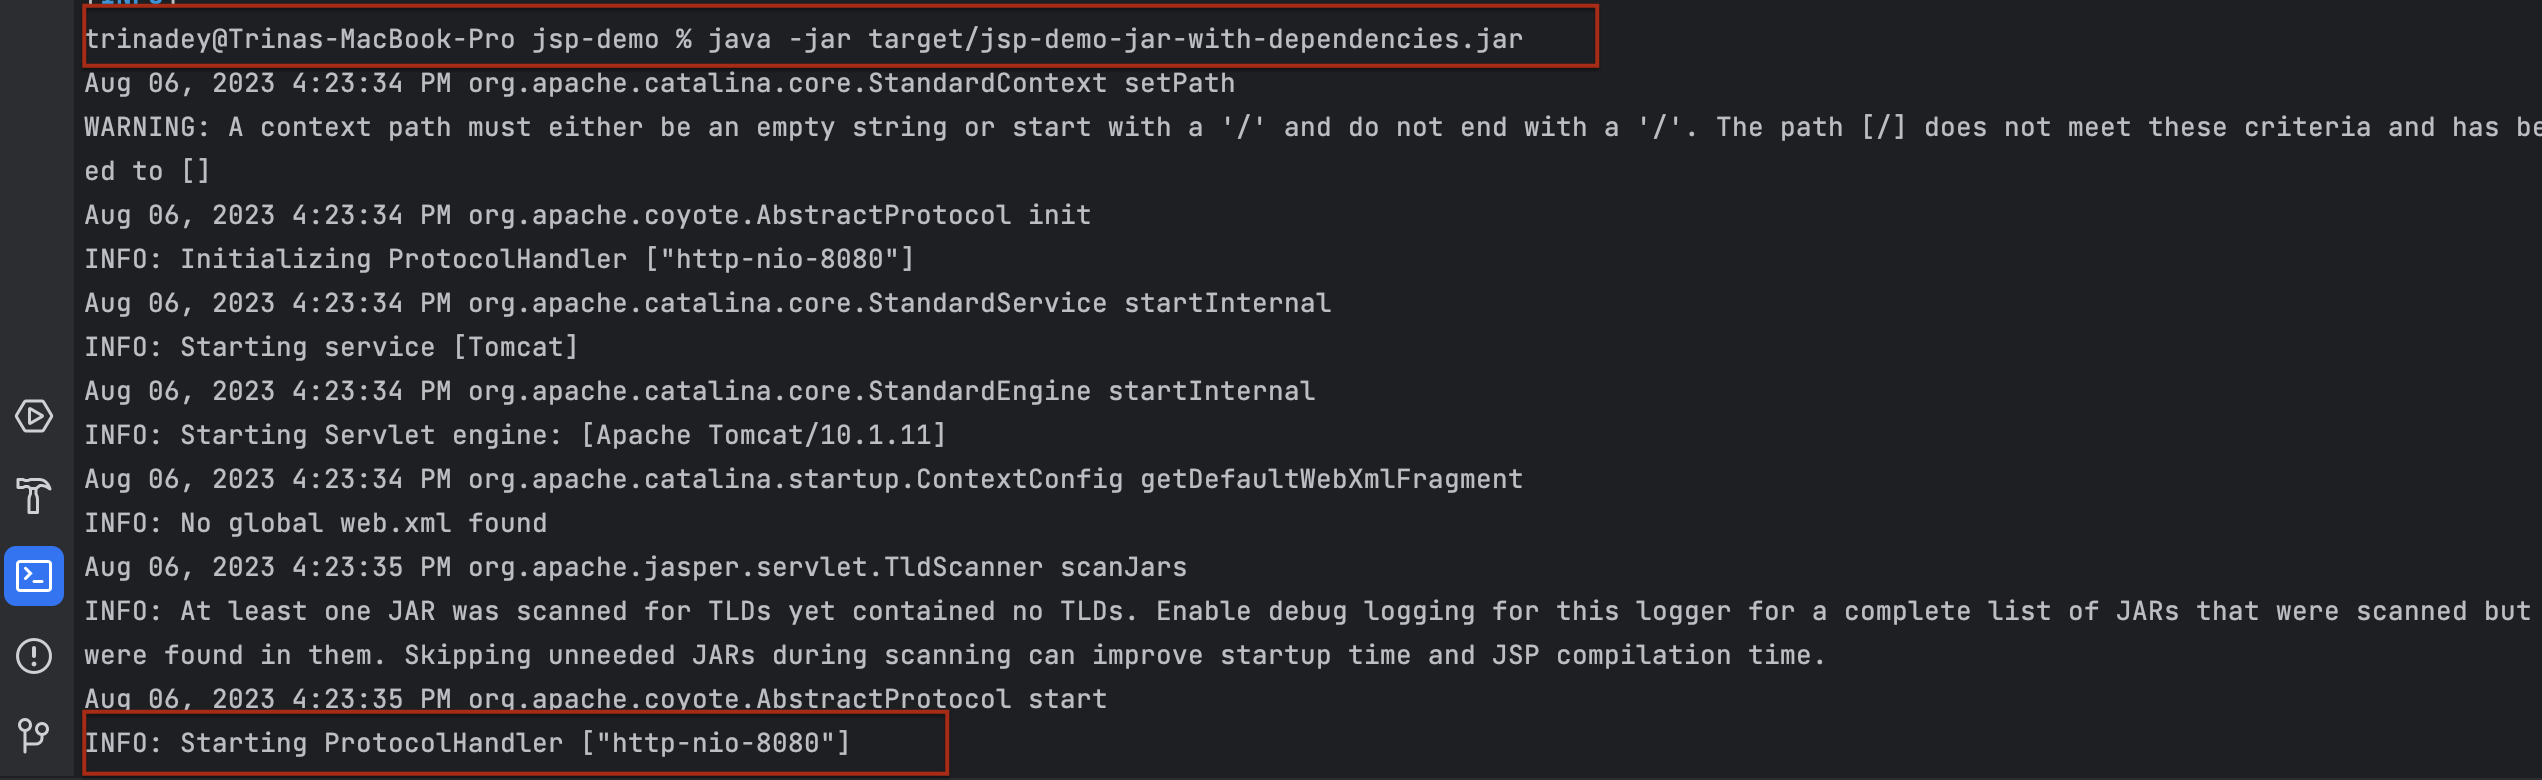 trinadey@Trinas-MacBook-Pro jsp-demo % java -jar target/jsp-demo-jar-with-dependencies.jar
Aug 06, 2023 4:23:34 PM org.apache.catalina.core.StandardContext setPath
WARNING: A context path must either be an empty string or start with a '/' and do not end with a '/'. The path [/] does not meet these criteria and has be
ed to []
Aug 06, 2023 4:23:34 PM org.apache.coyote.AbstractProtocol init
INFO: Initializing ProtocolHandler ["http-nio-8080"]
Aug 06, 2023 4:23:34 PM org.apache.catalina.core.StandardService startInternal
INFO: Starting service [Tomcat]
Aug 06, 2023 4:23:34 PM org.apache.catalina.core.StandardEngine startInternal
INFO: Starting Servlet engine: [Apache Tomcat/10.1.11]
Aug 06, 2023 4:23:34 PM org.apache.catalina.startup.ContextConfig getDefaultWebXmlFragment
INFO: No global web.xml found
Aug 06, 2023 4:23:35 PM org.apache.jasper.servlet.TldScanner scanJars
INFO: At least one JAR was scanned for TLDs yet contained no TLDs. Enable debug logging for this logger for a complete list of JARs that were scanned but
were found in them. Skipping unneeded JARs during scanning can improve startup time and JSP compilation time.
Aug 06, 2023 4:23:35 PM org.apache.coyote.AbstractProtocol start
INFO: Starting ProtocolHandler ["http-nio-8080"]